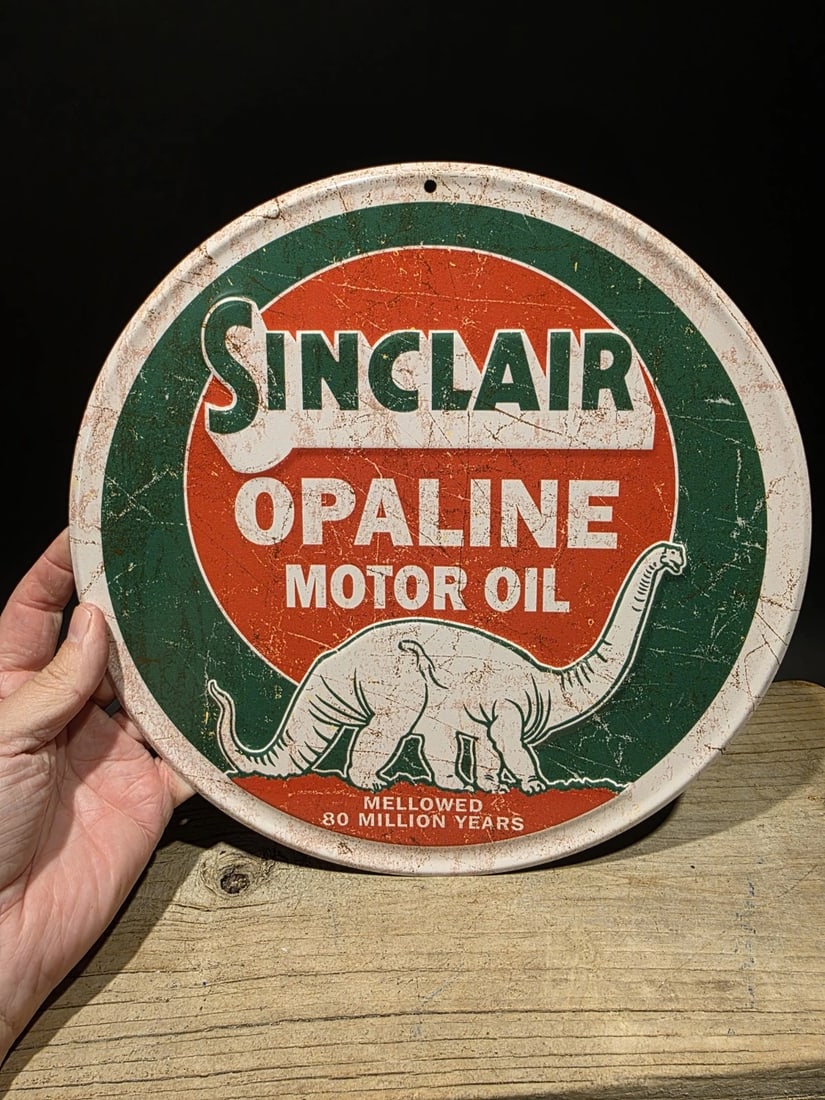 SINCLAIR
OPALINE
MOTOR OIL
MELLOWED
80 MILLION YEARS